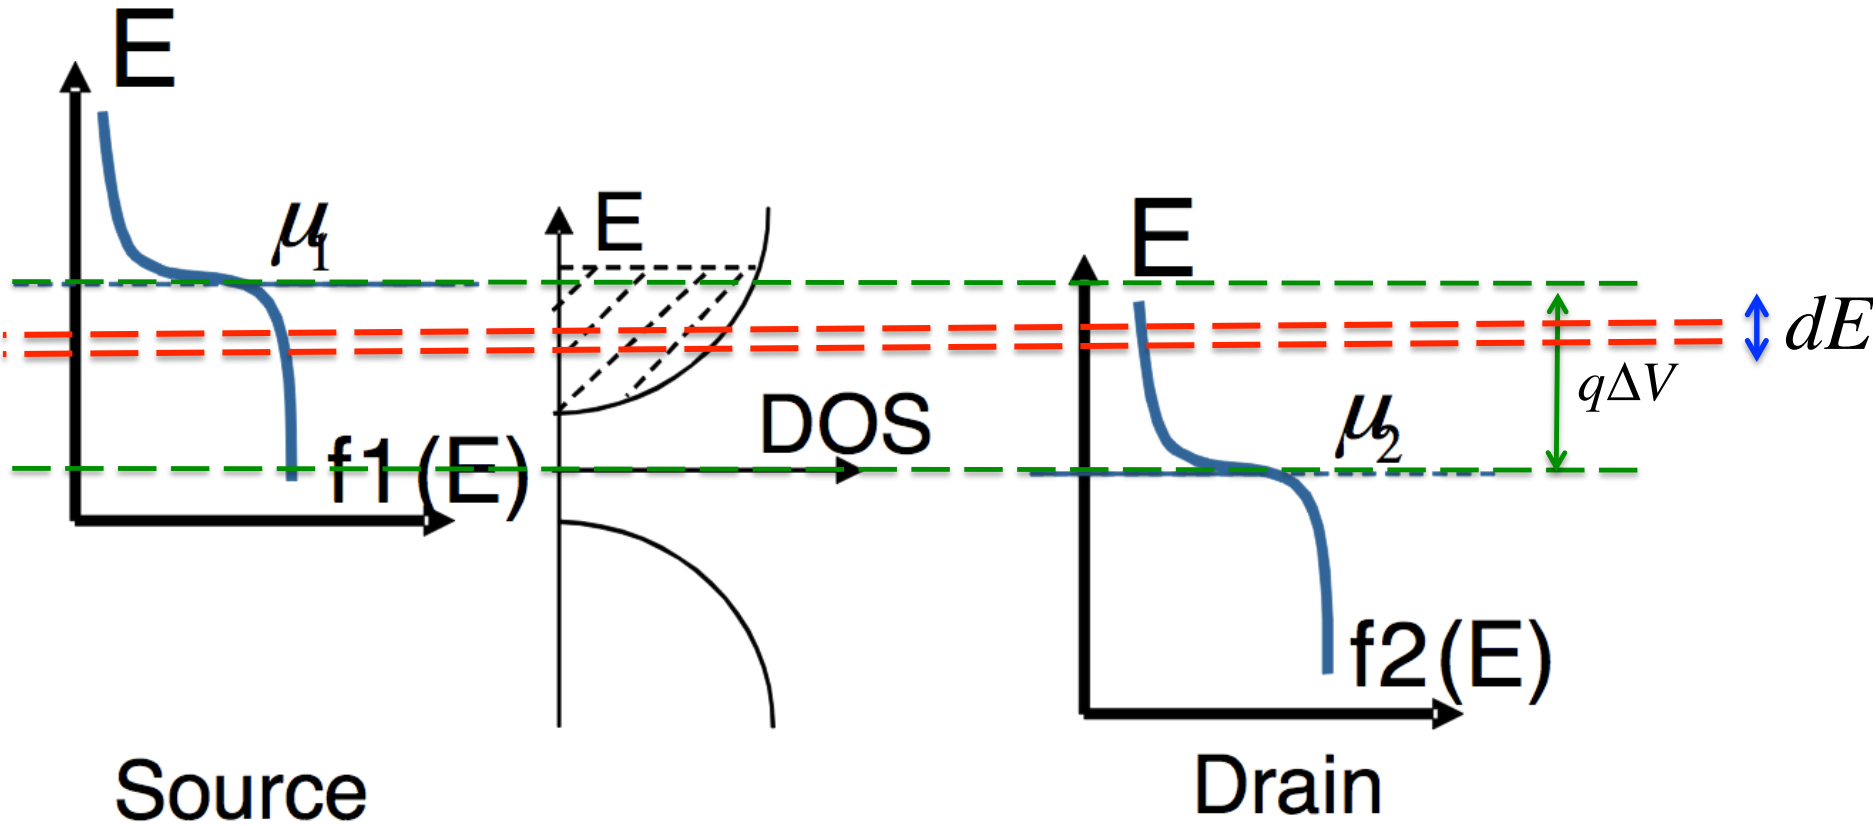 E
μ1
E
E
dE
qΔV
μ2
DOS
f1(E)
f2(E)
Source
Drain